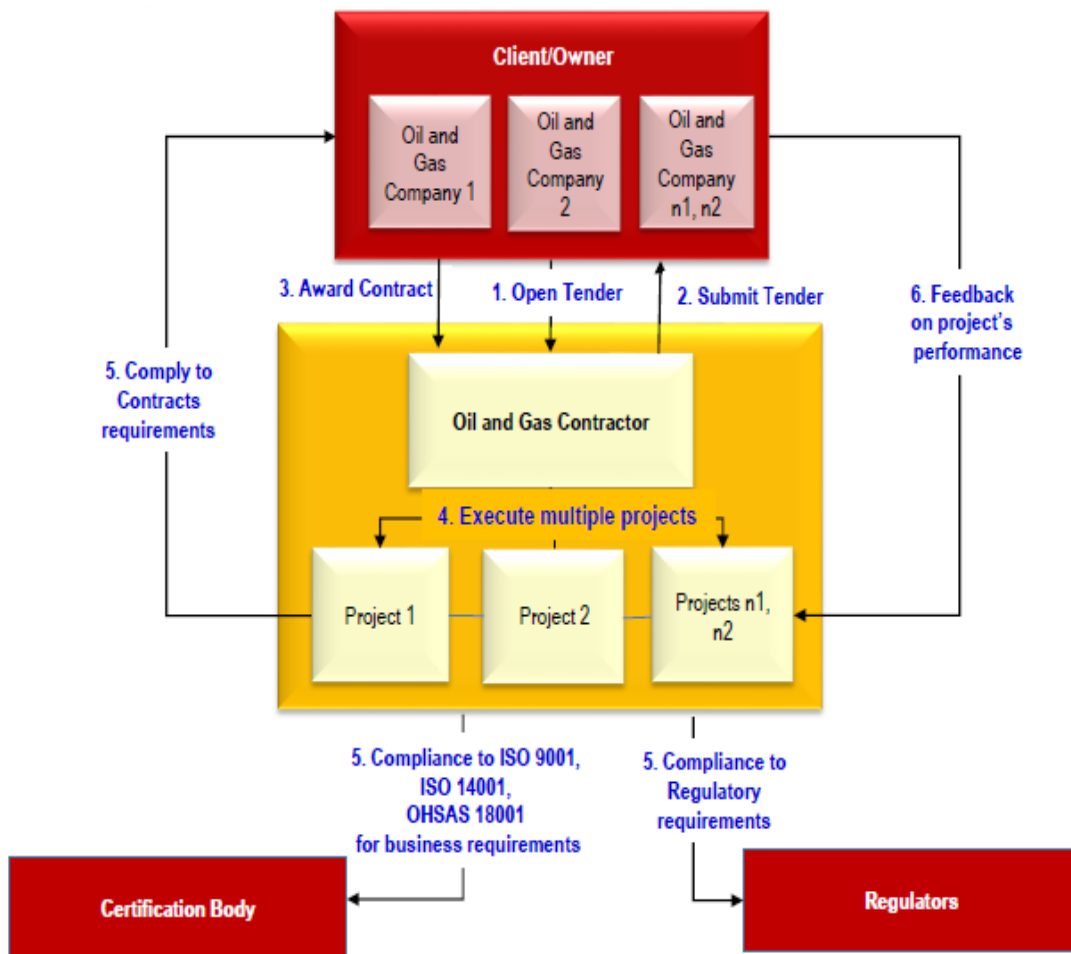 Client/Owner
Oil and
Gas
Company 1
Oil and
Gas
Company
2
Oil and
Gas
Company
n1, n2
3. Award Contract
1. Open Tender
2. Submit Tender
6. Feedback
on project's
performance
5. Comply to
Contracts
requirements
Oil and Gas Contractor
4. Execute multiple projects
Project 1
Project 2
Projects n1,
n2
5. Compliance to ISO 9001,
ISO 14001,
OHSAS 18001
for business requirements
5. Compliance to
Regulatory
requirements
Certification Body
Regulators